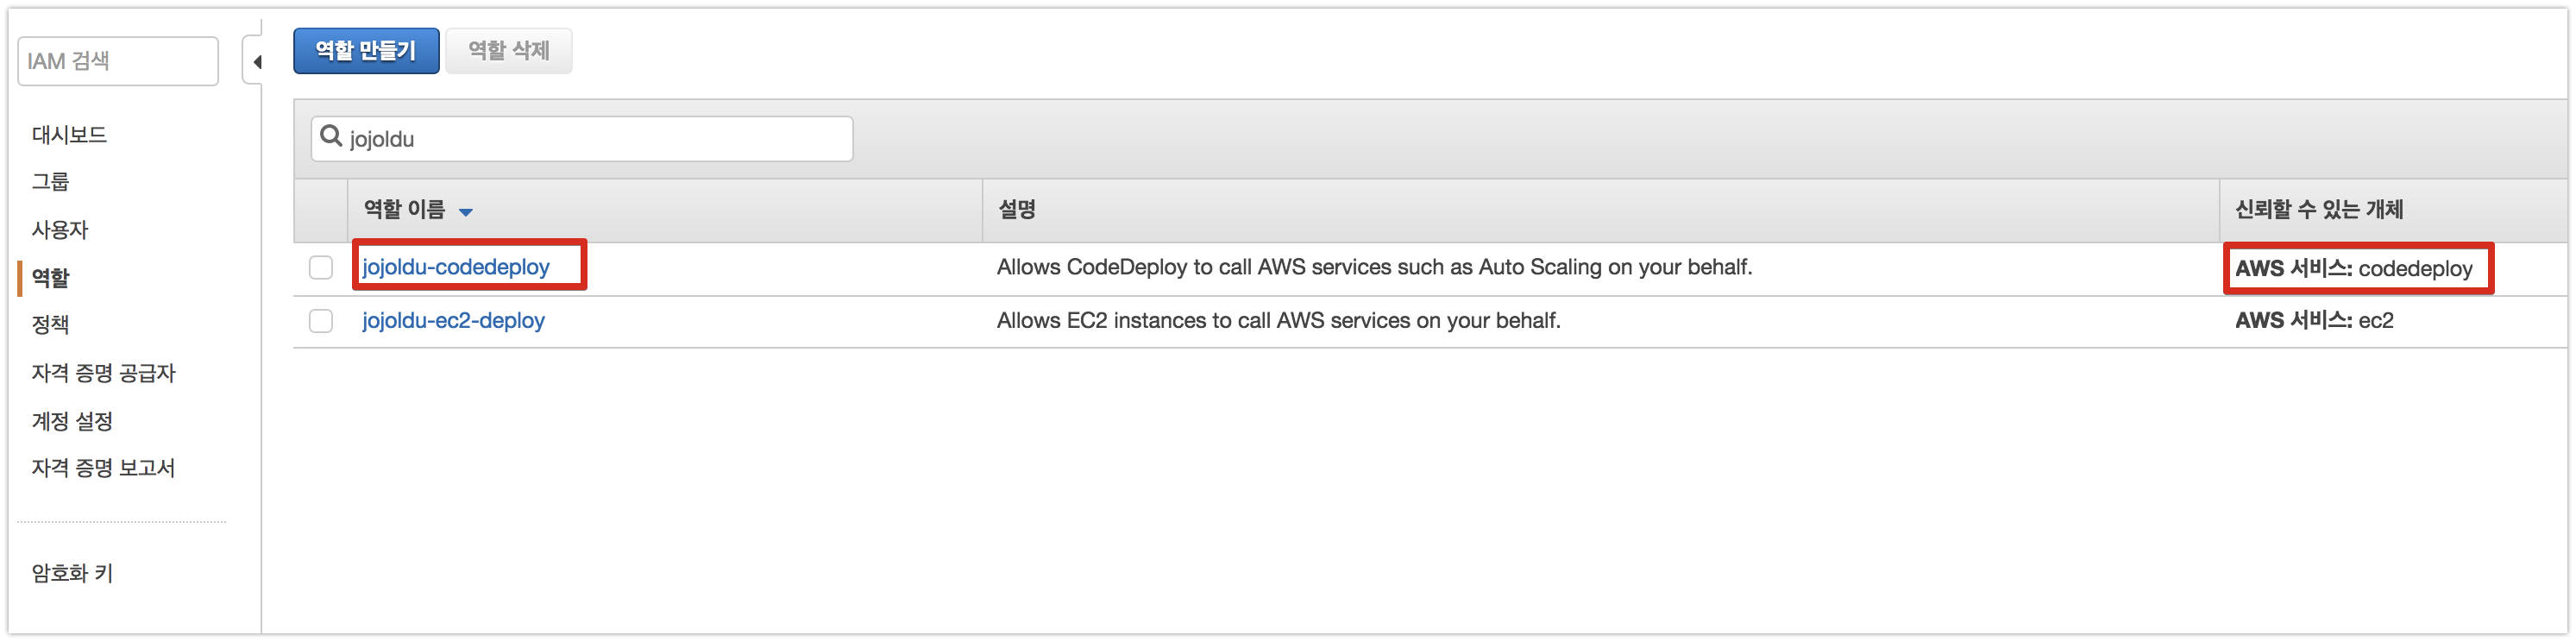 IAM 검색
대시보드
그룹
사용자
역할
정책
자격 증명 공급자
계정 설정
자격 증명 보고서
암호화 키
역할 만들기 역할 삭제
jojoldu
역할 이름 설명 신뢰할 수 있는 개체
jojoldu-codedeploy Allows CodeDeploy to call AWS services such as Auto Scaling on your behalf. AWS 서비스: codedeploy
jojoldu-ec2-deploy Allows EC2 instances to call AWS services on your behalf. AWS 서비스: ec2